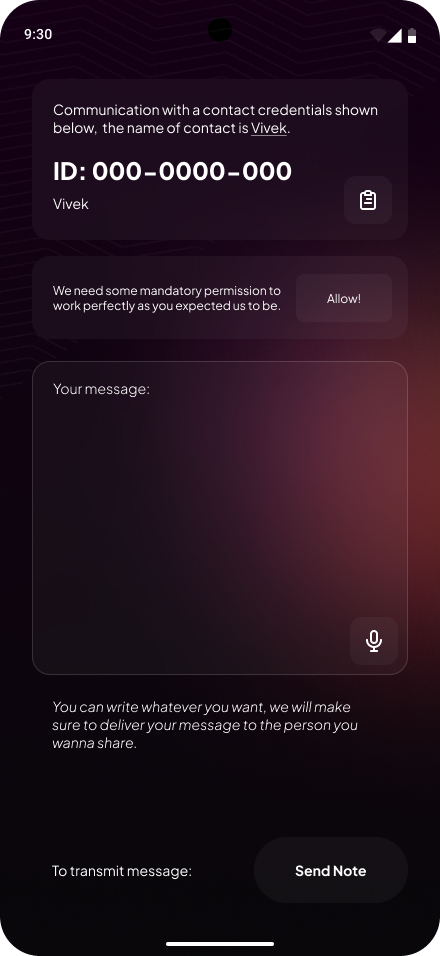 9:30
Communication with a contact credentials shown
below,  the name of contact is Vivek.
ID: 000-0000-000
Vivek
We need some mandatory permission to
work perfectly as you expected us to be.
Allow!
Your message:
You can write whatever you want, we will make
sure to deliver your message to the person you
wanna share.
To transmit message:
Send Note